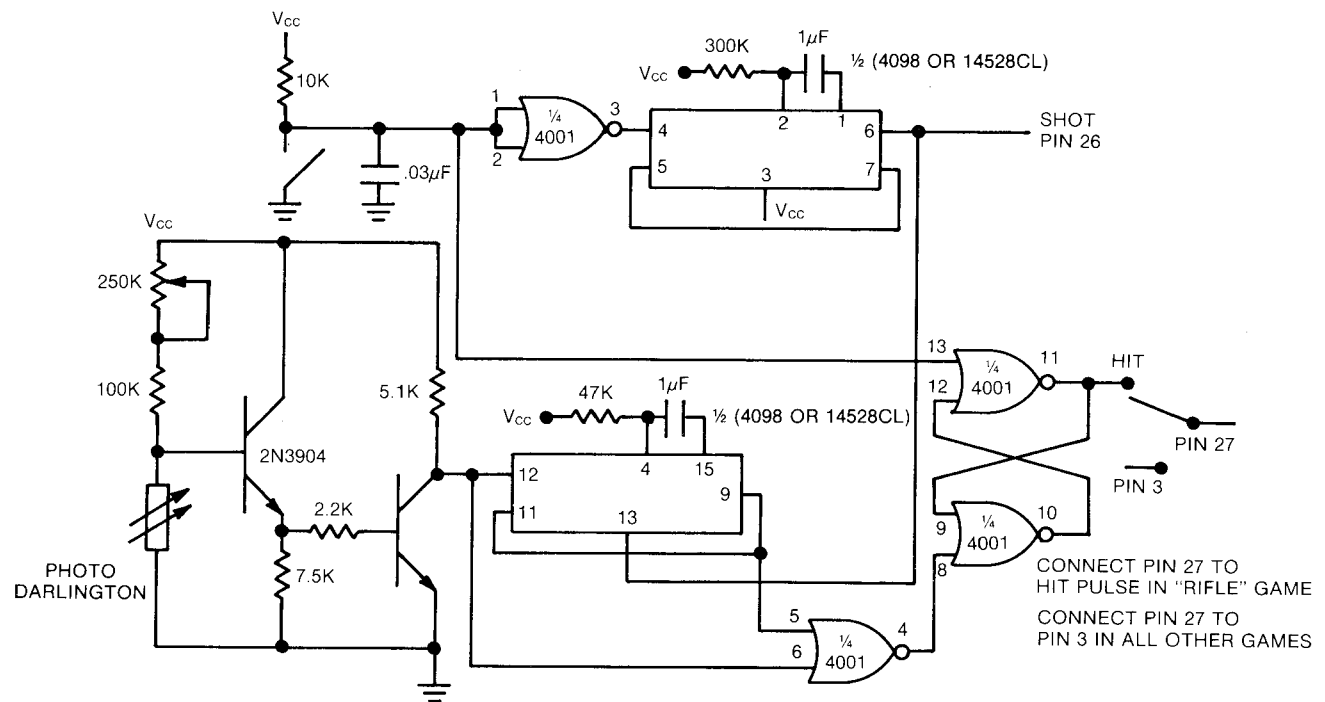 VCC
10K
.03µF
1
2
¼
4001
3
300K
1µF
VCC
½ (4098 OR 14528CL)
4
5
2
1
6
7
3
VCC
SHOT
PIN 26
VCC
250K
100K
2N3904
PHOTO
DARLINGTON
2.2K
7.5K
5.1K
47K
1µF
VCC
½ (4098 OR 14528CL)
12
11
4
15
9
13
5
6
¼
4001
4
13
12
¼
4001
11
HIT
PIN 27
PIN 3
9
8
¼
4001
10
CONNECT PIN 27 TO
HIT PULSE IN "RIFLE" GAME
CONNECT PIN 27 TO
PIN 3 IN ALL OTHER GAMES